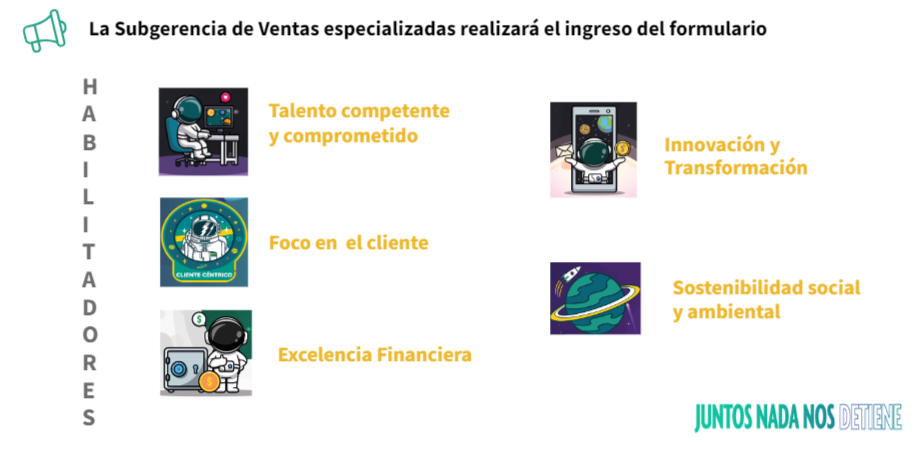 La Subgerencia de Ventas especializadas realizará el ingreso del formulario
HABILITADORES
Talento competente
y comprometido
Foco en el cliente
CLIENTE CÉNTRICO
Excelencia Financiera
Innovación y
Transformación
Sostenibilidad social
y ambiental
JUNTOS NADA NOS DETIENE